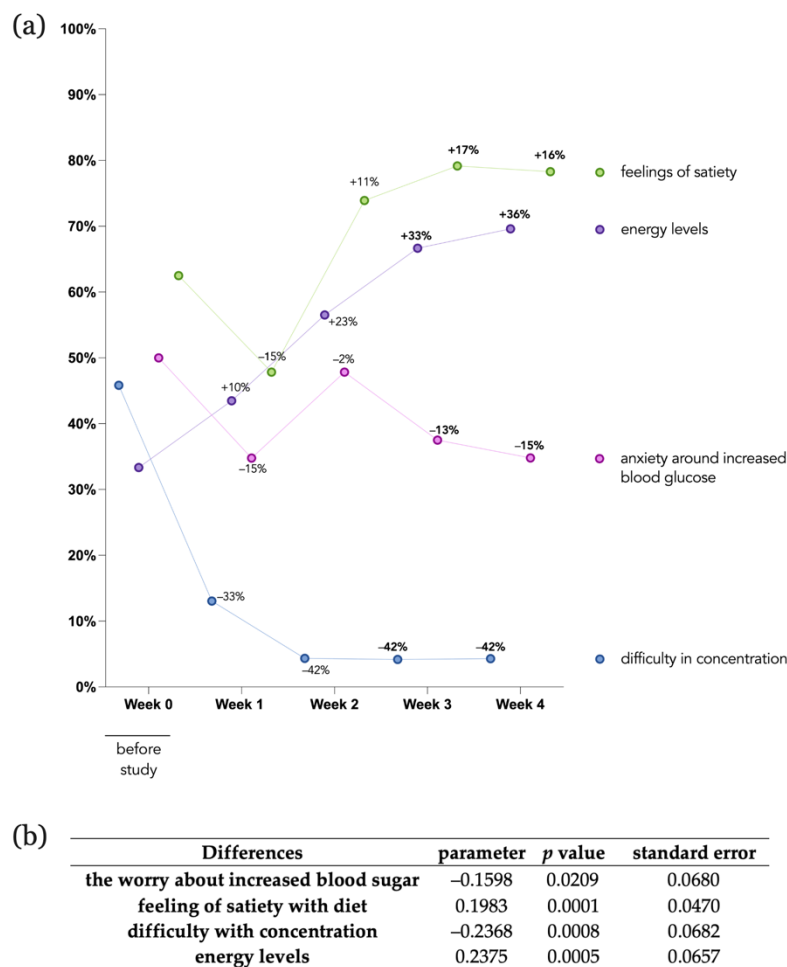 (a)
100%
90%
80%
70%
60%
50%
40%
30%
20%
10%
0%
+17%
+16%
+11%
–15%
+36%
+33%
+23%
+10%
–2%
–13%
–15%
–15%
–33%
–42%
–42%
–42%
feelings of satiety
energy levels
anxiety around increased
blood glucose
difficulty in concentration
Week 0 Week 1 Week 2 Week 3 Week 4
before
study
(b)
Differences parameter p value standard error
the worry about increased blood sugar –0.1598 0.0209 0.0680
feeling of satiety with diet 0.1983 0.0001 0.0470
difficulty with concentration –0.2368 0.0008 0.0682
energy levels 0.2375 0.0005 0.0657